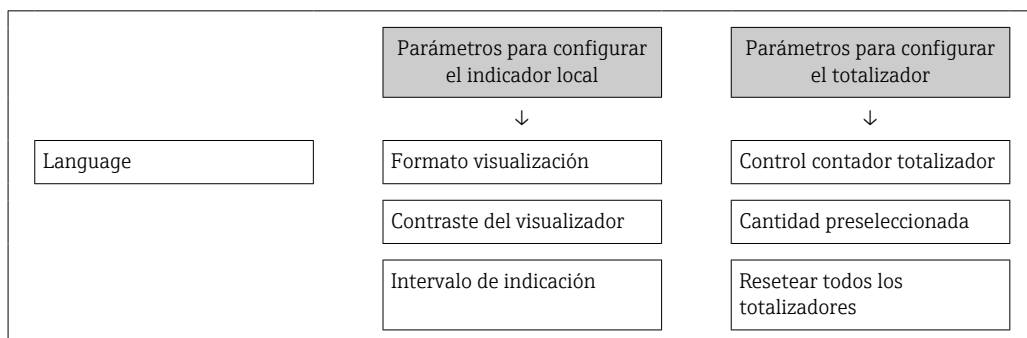 Parámetros para configurar
el indicador local
Parámetros para configurar
el totalizador
↓
↓
Language
Formato visualización
Control contador totalizador
Contraste del visualizador
Cantidad preseleccionada
Intervalo de indicación
Resetear todos los
totalizadores